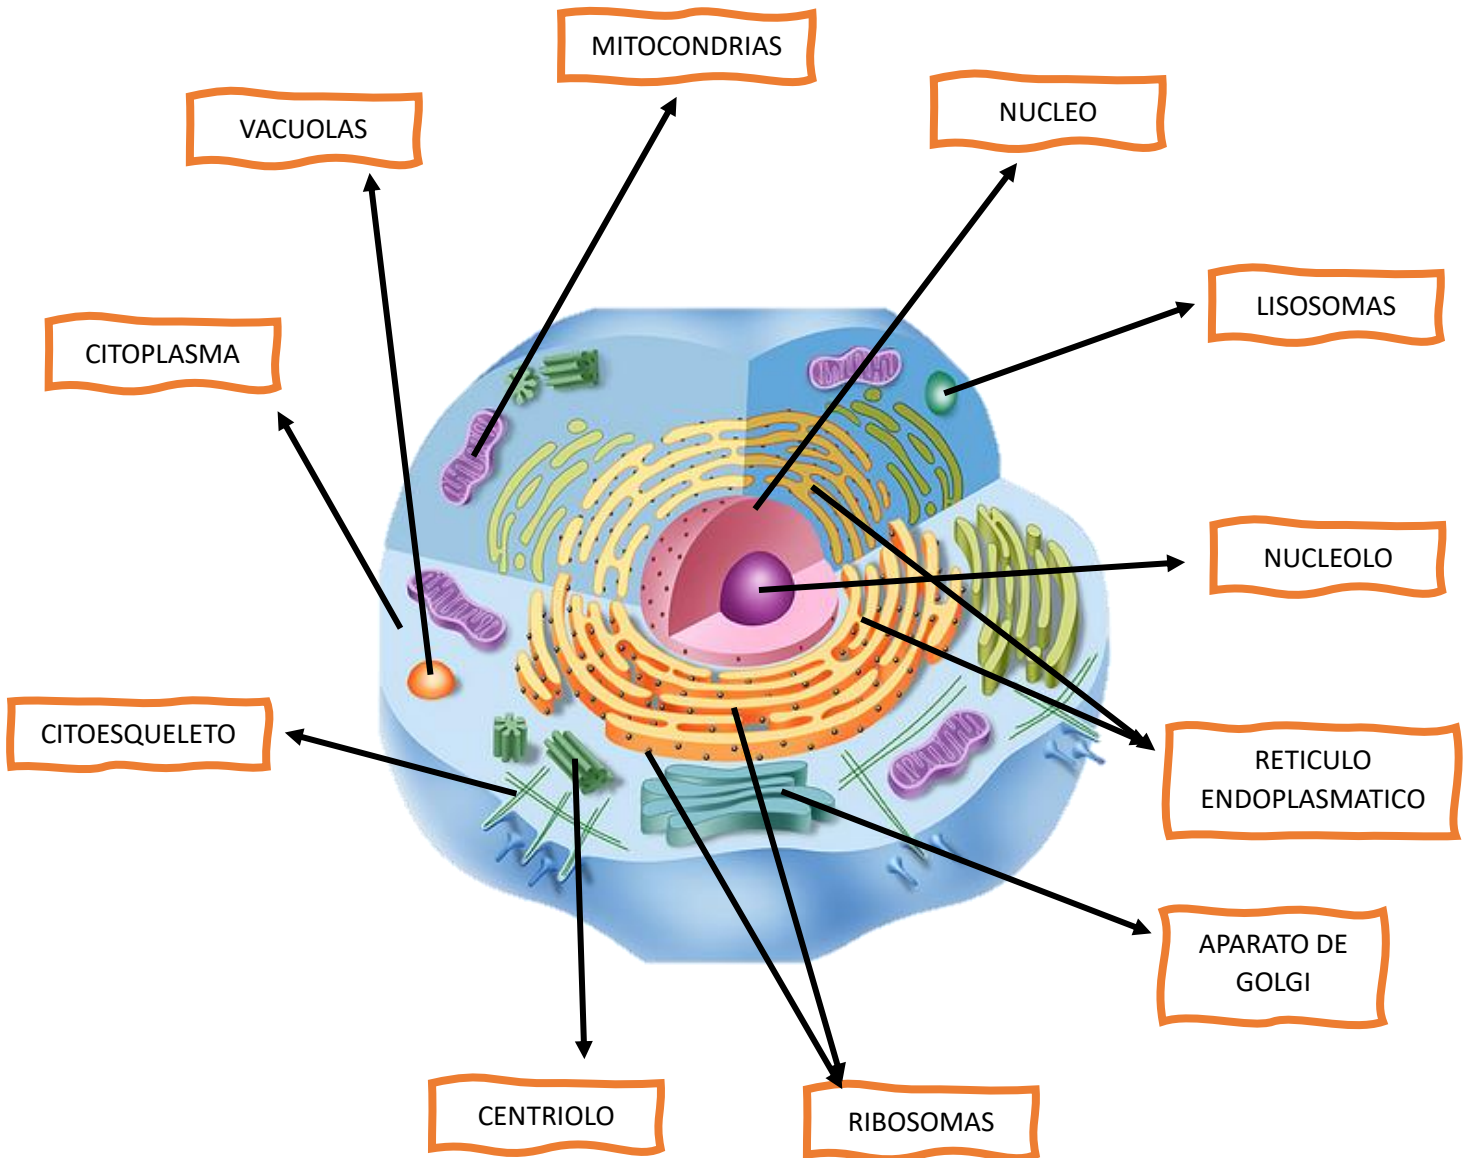 MITOCONDRIAS
NUCLEO
VACUOLAS
LISOSOMAS
CITOPLASMA
NUCLEOLO
CITOESQUELETO
RETICULO
ENDOPLASMATICO
APARATO DE
GOLGI
CENTRIOLO
RIBOSOMAS